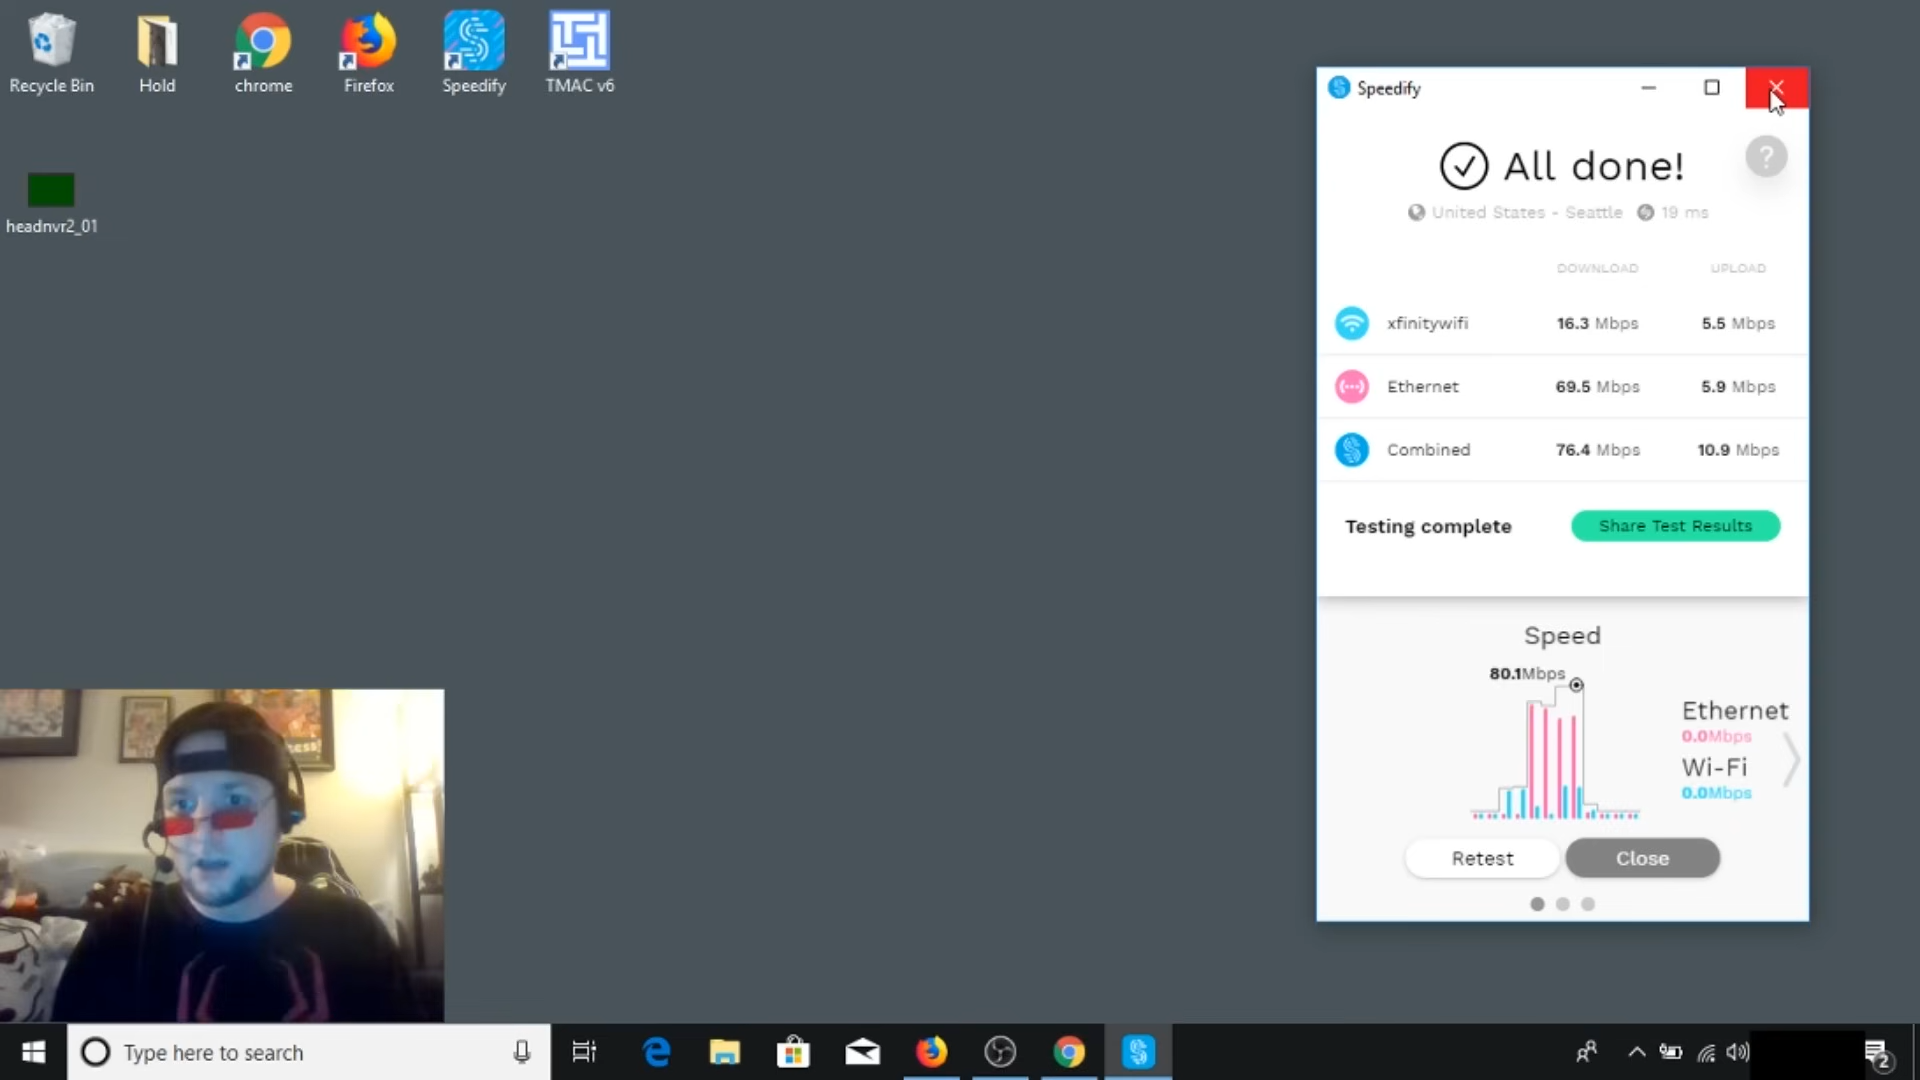 Recycle Bin
Hold
chrome
Firefox
Speedify
TMAC v6
headnvr2_01
Speedify
All done!
?
United States - Seattle 19 ms
DOWNLOAD UPLOAD
xfinitywifi 16.3 Mbps 5.5 Mbps
Ethernet 69.5 Mbps 5.9 Mbps
Combined 76.4 Mbps 10.9 Mbps
Testing complete Share Test Results
Speed
80.1Mbps
Ethernet
0.0Mbps
Wi-Fi
0.0Mbps
Retest Close
Type here to search
2